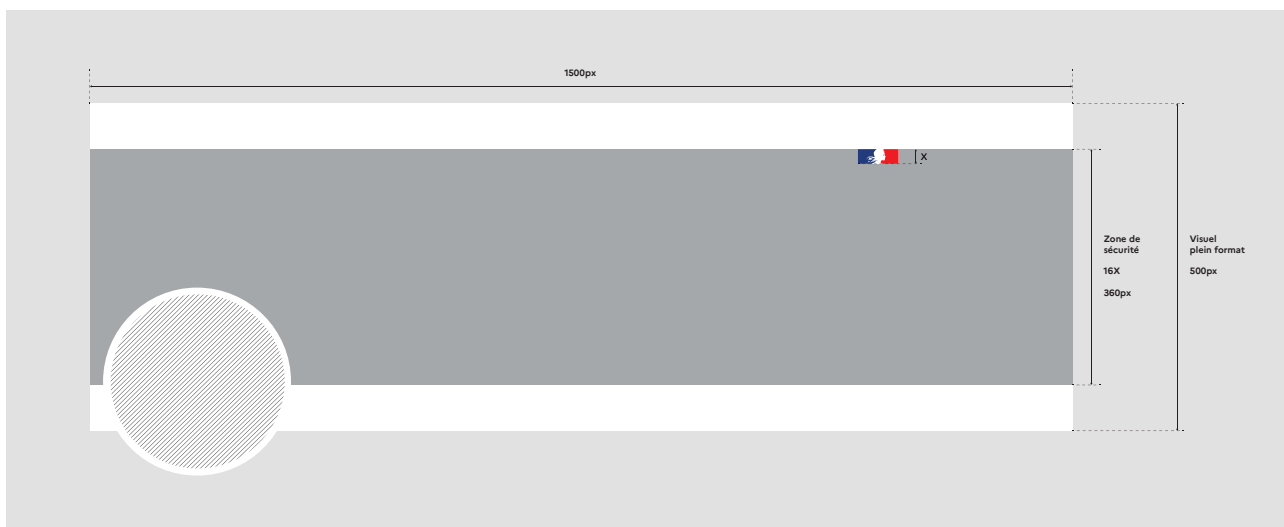 1500px
X
Zone de
sécurité
16X
360px
Visuel
plein format
500px